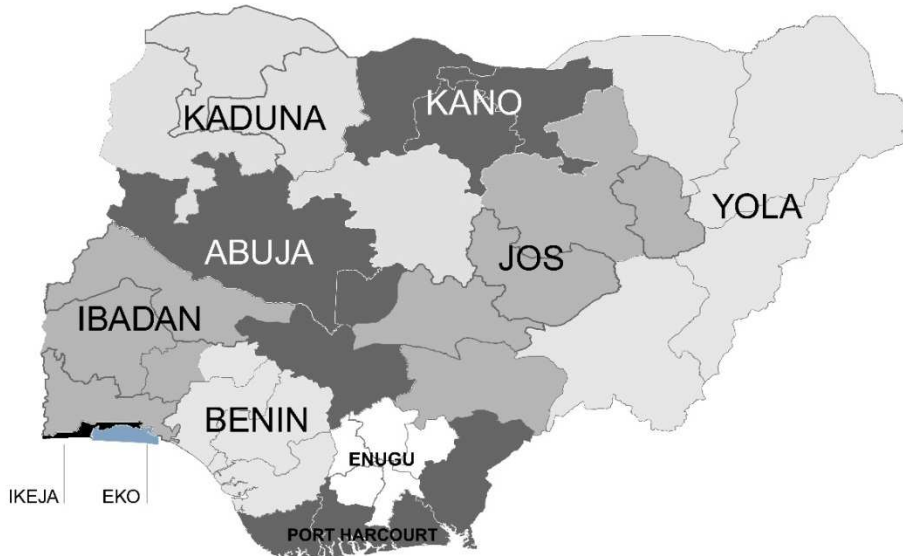 KADUNA
KANO
YOLA
ABUJA
JOS
IBADAN
BENIN
ENUGU
IKEJA
EKO
PORT HARCOURT